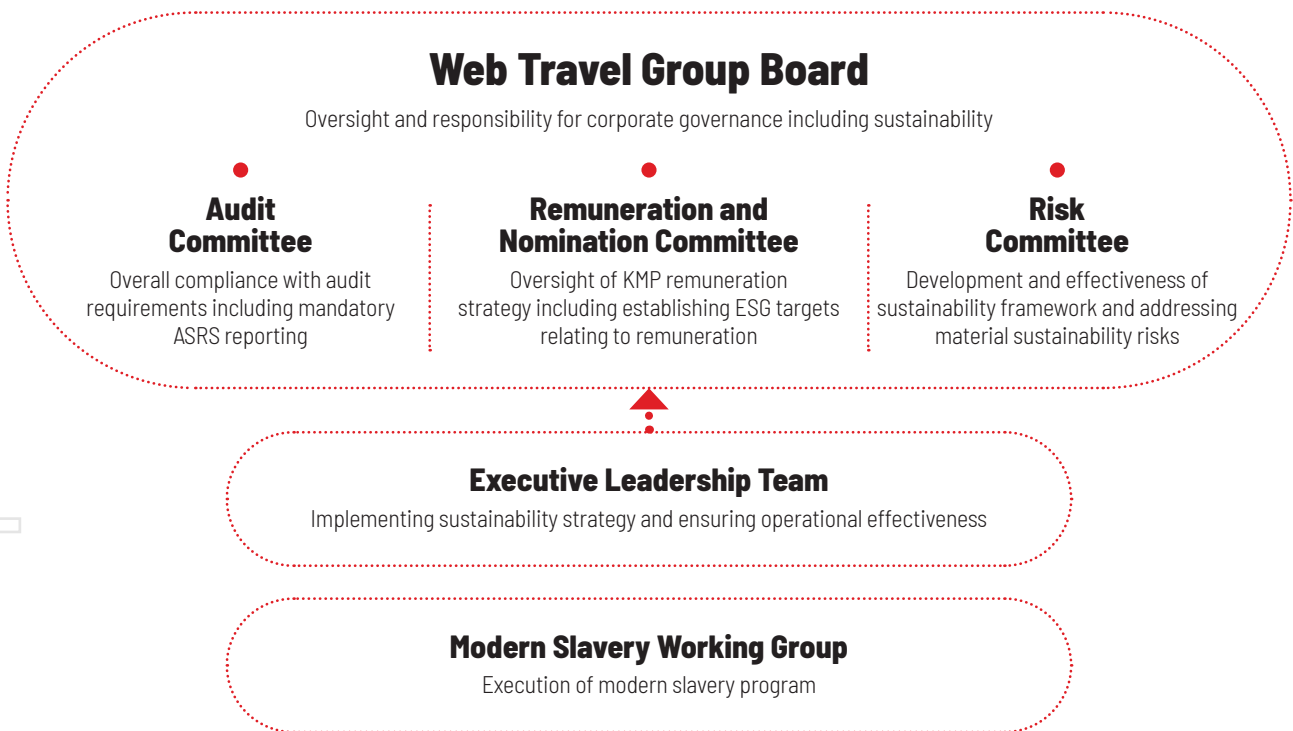 Web Travel Group Board
Oversight and responsibility for corporate governance including sustainability
Audit
Committee
Overall compliance with audit
requirements including mandatory
ASRS reporting
Remuneration and
Nomination Committee
Oversight of KMP remuneration
strategy including establishing ESG targets
relating to remuneration
Risk
Committee
Development and effectiveness of
sustainability framework and addressing
material sustainability risks
Executive Leadership Team
Implementing sustainability strategy and ensuring operational effectiveness
Modern Slavery Working Group
Execution of modern slavery program